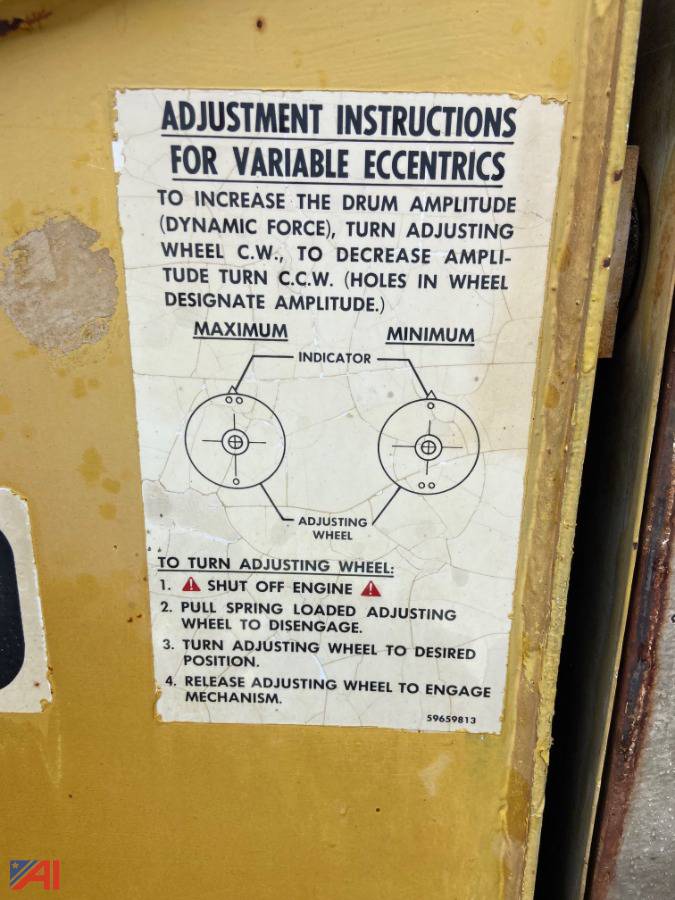 ADJUSTMENT INSTRUCTIONS
FOR VARIABLE ECCENTRICS
TO INCREASE THE DRUM AMPLITUDE
(DYNAMIC FORCE), TURN ADJUSTING
WHEEL C.W., TO DECREASE AMPLI-
TUDE TURN C.C.W. (HOLES IN WHEEL
DESIGNATE AMPLITUDE.)
MAXIMUM MINIMUM
INDICATOR
ADJUSTING
WHEEL
TO TURN ADJUSTING WHEEL:
1. SHUT OFF ENGINE
2. PULL SPRING LOADED ADJUSTING
WHEEL TO DISENGAGE.
3. TURN ADJUSTING WHEEL TO DESIRED
POSITION.
4. RELEASE ADJUSTING WHEEL TO ENGAGE
MECHANISM.
59659813
AI